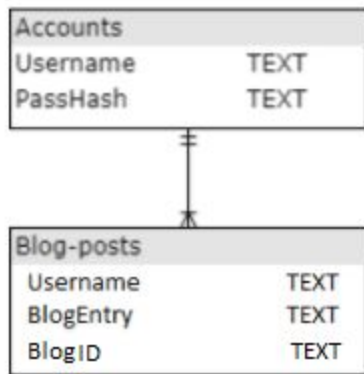 Accounts
Username TEXT
PassHash TEXT
Blog-posts
Username TEXT
BlogEntry TEXT
BlogID TEXT